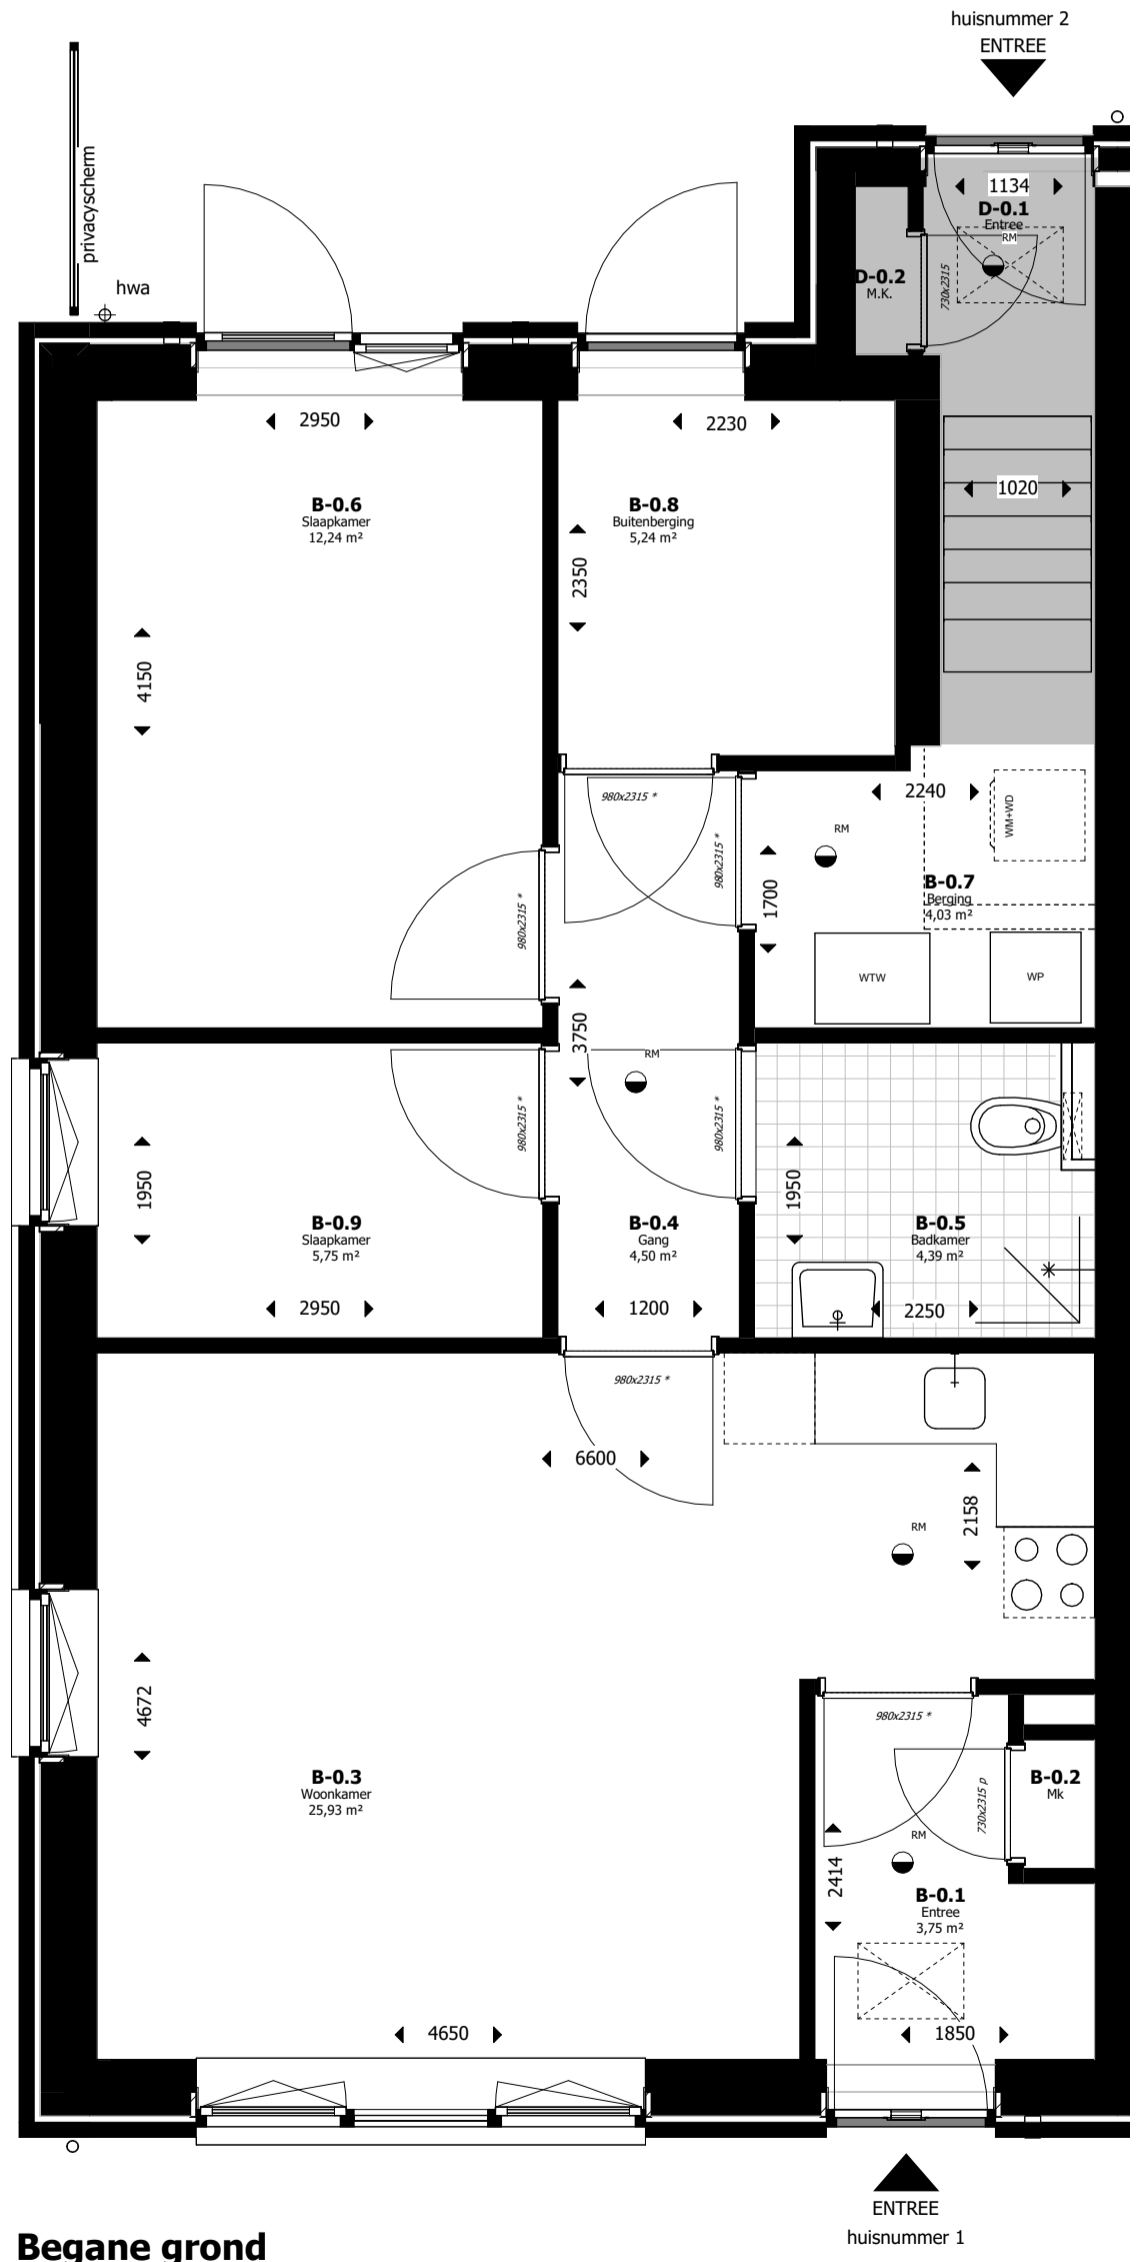 huisnummer 2
ENTREE
privacyscherm
hwa
1134
D-0.1
Entree
RM
D-0.2
M.K.
730x2315
2950
2230
1020
B-0.6
Slaapkamer
12,24 m²
B-0.8
Buitenberging
5,24 m²
2350
4150
980x2315 *
980x2315 *
2240
WM+WD
RM
1700
B-0.7
Berging
4,03 m²
980x2315 *
WTW
WP
3750
RM
980x2315 *
980x2315 *
1950
1950
B-0.9
Slaapkamer
5,75 m²
B-0.4
Gang
4,50 m²
B-0.5
Badkamer
4,39 m²
2950
1200
2250
980x2315 *
6600
2158
RM
4672
980x2315 *
B-0.3
Woonkamer
25,93 m²
730x2315 p
B-0.2
Mk
RM
2414
B-0.1
Entree
3,75 m²
4650
1850
ENTREE
huisnummer 1
Begane grond